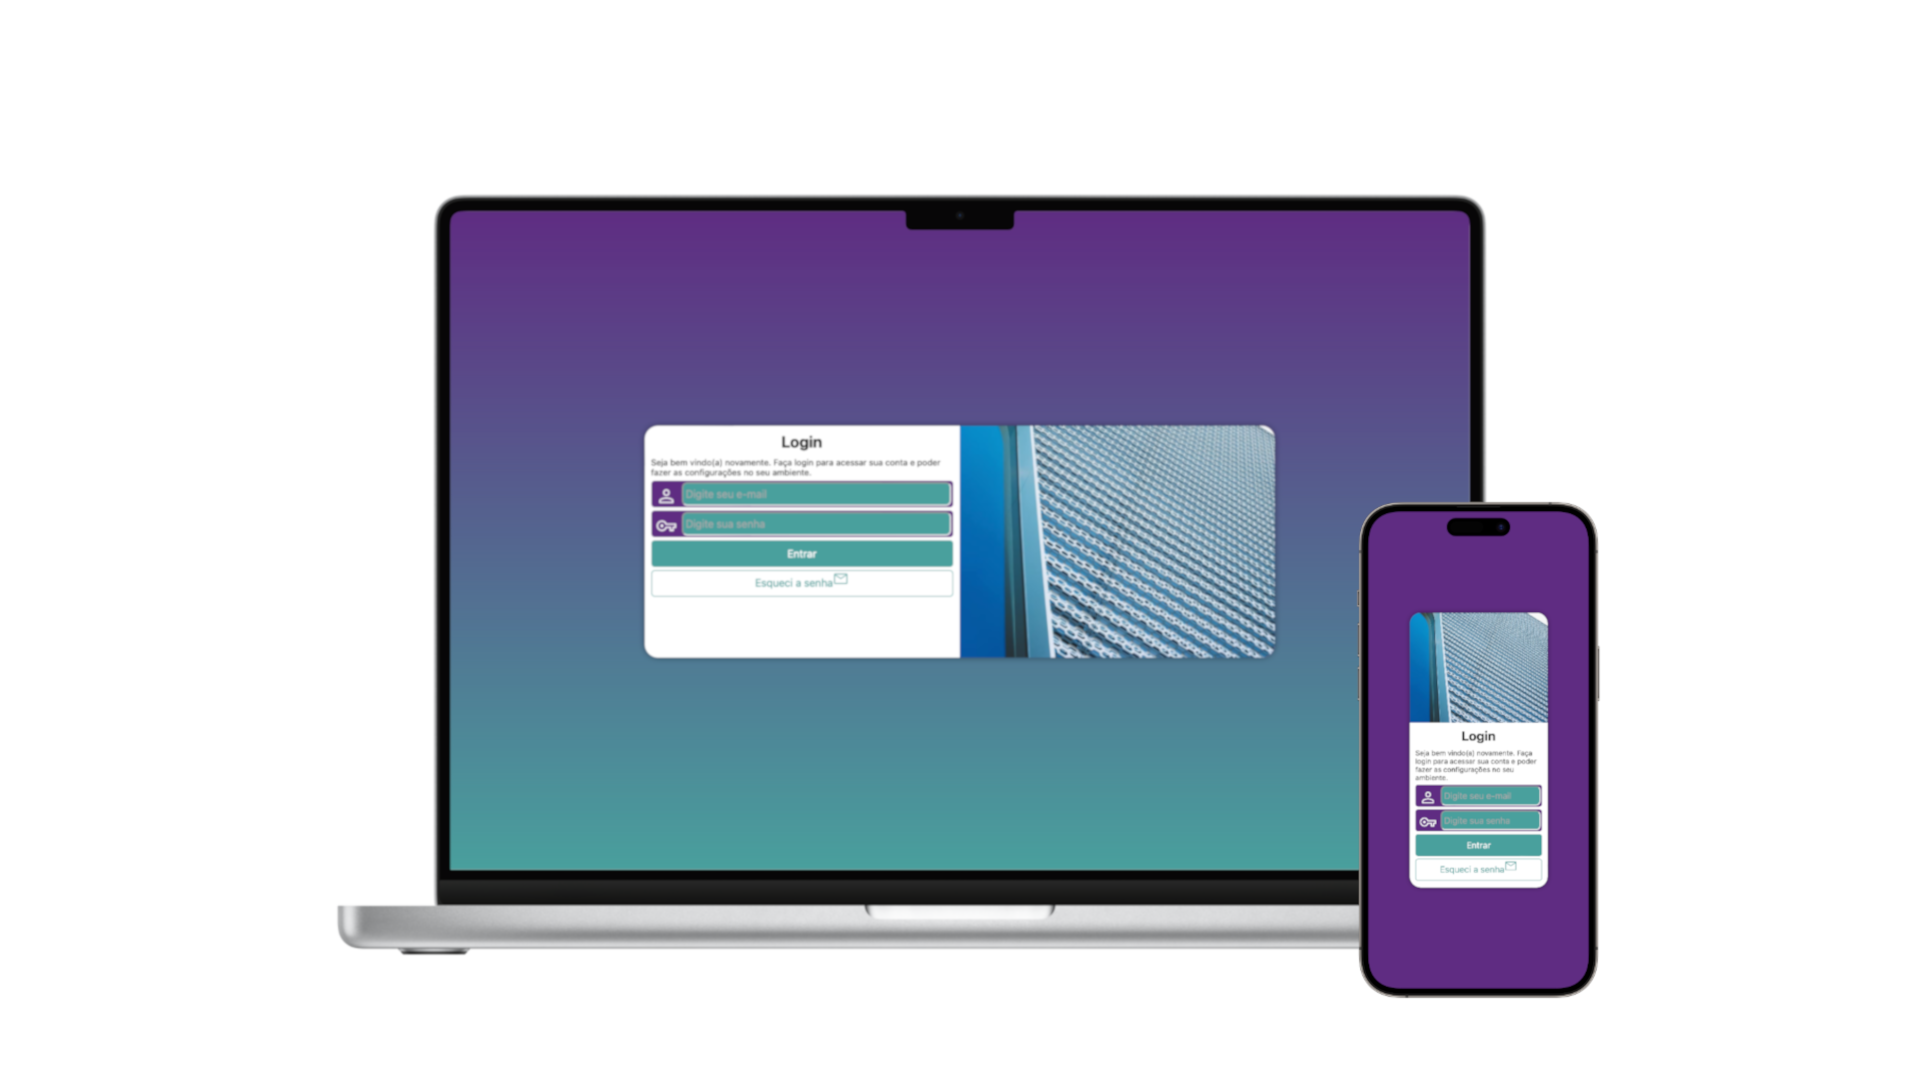 Login
Seja bem vindo(a) novamente. Faça login para acessar sua conta e poder
fazer as configurações no seu ambiente.
Digite seu e-mail
Digite sua senha
Entrar
Esqueci a senha
Login
Seja bem vindo(a) novamente. Faça
login para acessar sua conta e poder
fazer as configurações no seu
ambiente.
Digite seu e-mail
Digite sua senha
Entrar
Esqueci a senha